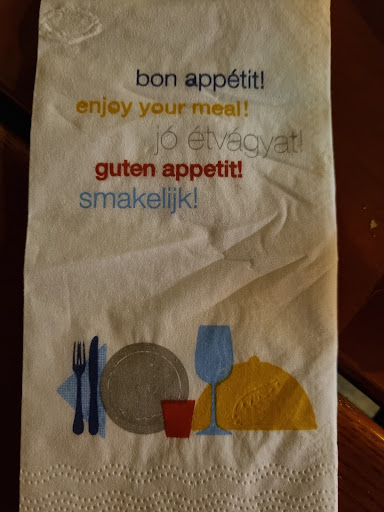 bon appétit!
enjoy your meal!
jó étvágyat!
guten appetit!
smakelijk!